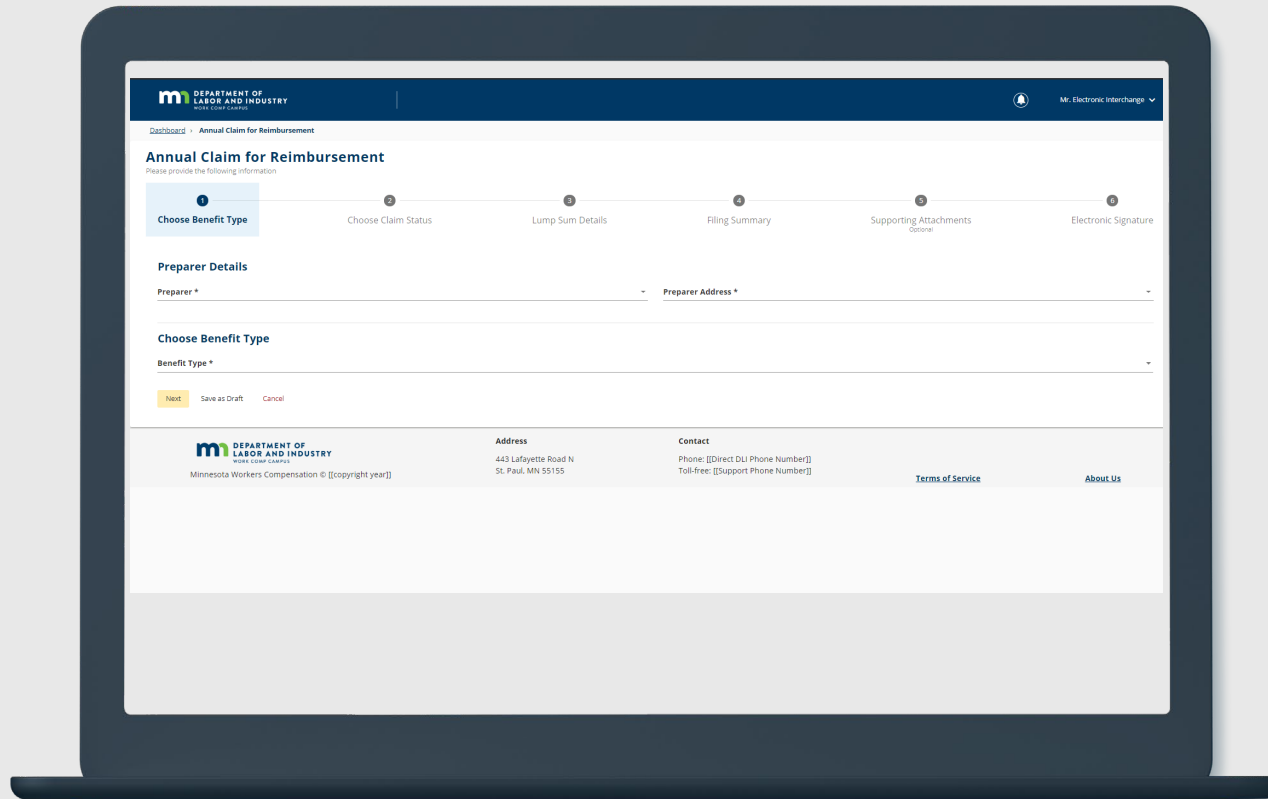 DEPARTMENT OF
LABOR AND INDUSTRY
WORK COMP CAMPUS
Mr. Electronic Interchange
Dashboard › Annual Claim for Reimbursement
Annual Claim for Reimbursement
Please provide the following information
1 2 3 4 5 6
Choose Benefit Type Choose Claim Status Lump Sum Details Filing Summary Supporting Attachments Electronic Signature
Optional
Preparer Details
Preparer * Preparer Address *
Choose Benefit Type
Benefit Type *
Next Save as Draft Cancel
DEPARTMENT OF
LABOR AND INDUSTRY
WORK COMP CAMPUS
Minnesota Workers Compensation © [[copyright year]]
Address
443 Lafayette Road N
St. Paul, MN 55155
Contact
Phone: [[Direct DLI Phone Number]]
Toll-free: [[Support Phone Number]]
Terms of Service About Us